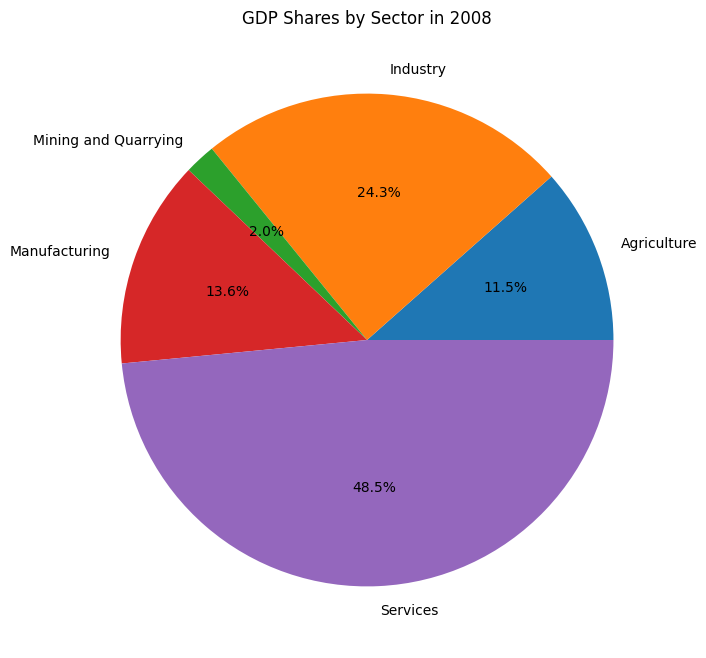 GDP Shares by Sector in 2008
Industry
Mining and Quarrying
24.3%
2.0%
Agriculture
Manufacturing
11.5%
13.6%
48.5%
Services